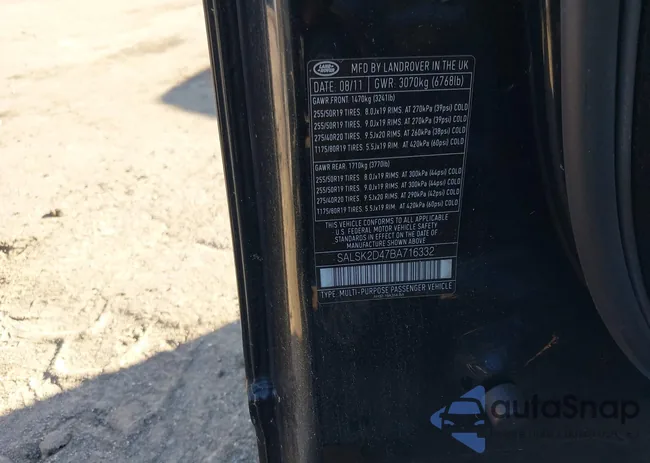 LAND ROVER
MFD BY LANDROVER IN THE UK
DATE: 08/11 GWR: 3070kg (6768lb)
GAWR.FRONT: 1470kg (3241lb)
255/50R19 TIRES. 8.0Jx19 RIMS. AT 270kPa (39psi) COLD
255/50R19 TIRES. 9.0Jx19 RIMS. AT 270kPa (39psi) COLD
275/40R20 TIRES. 9.5Jx20 RIMS. AT 260kPa (38psi) COLD
T175/80R19 TIRES. 5.5Jx19 RIM. AT 420kPa (60psi) COLD
GAWR REAR. 1710kg (3770lb)
255/50R19 TIRES. 8.0Jx19 RIMS. AT 300kPa (44psi) COLD
255/50R19 TIRES. 9.0Jx19 RIMS. AT 300kPa (44psi) COLD
275/40R20 TIRES. 9.5Jx20 RIMS. AT 290kPa (42psi) COLD
T175/80R19 TIRES. 5.5Jx19 RIM. AT 420kPa (60psi) COLD
THIS VEHICLE CONFORMS TO ALL APPLICABLE
U.S. FEDERAL MOTOR VEHICLE SAFETY
STANDARDS IN EFFECT ON THE DATE OF
MANUFACTURE SHOWN ABOVE.
SALSK2D47BA716332
TYPE: MULTI-PURPOSE PASSENGER VEHICLE
autoSnap